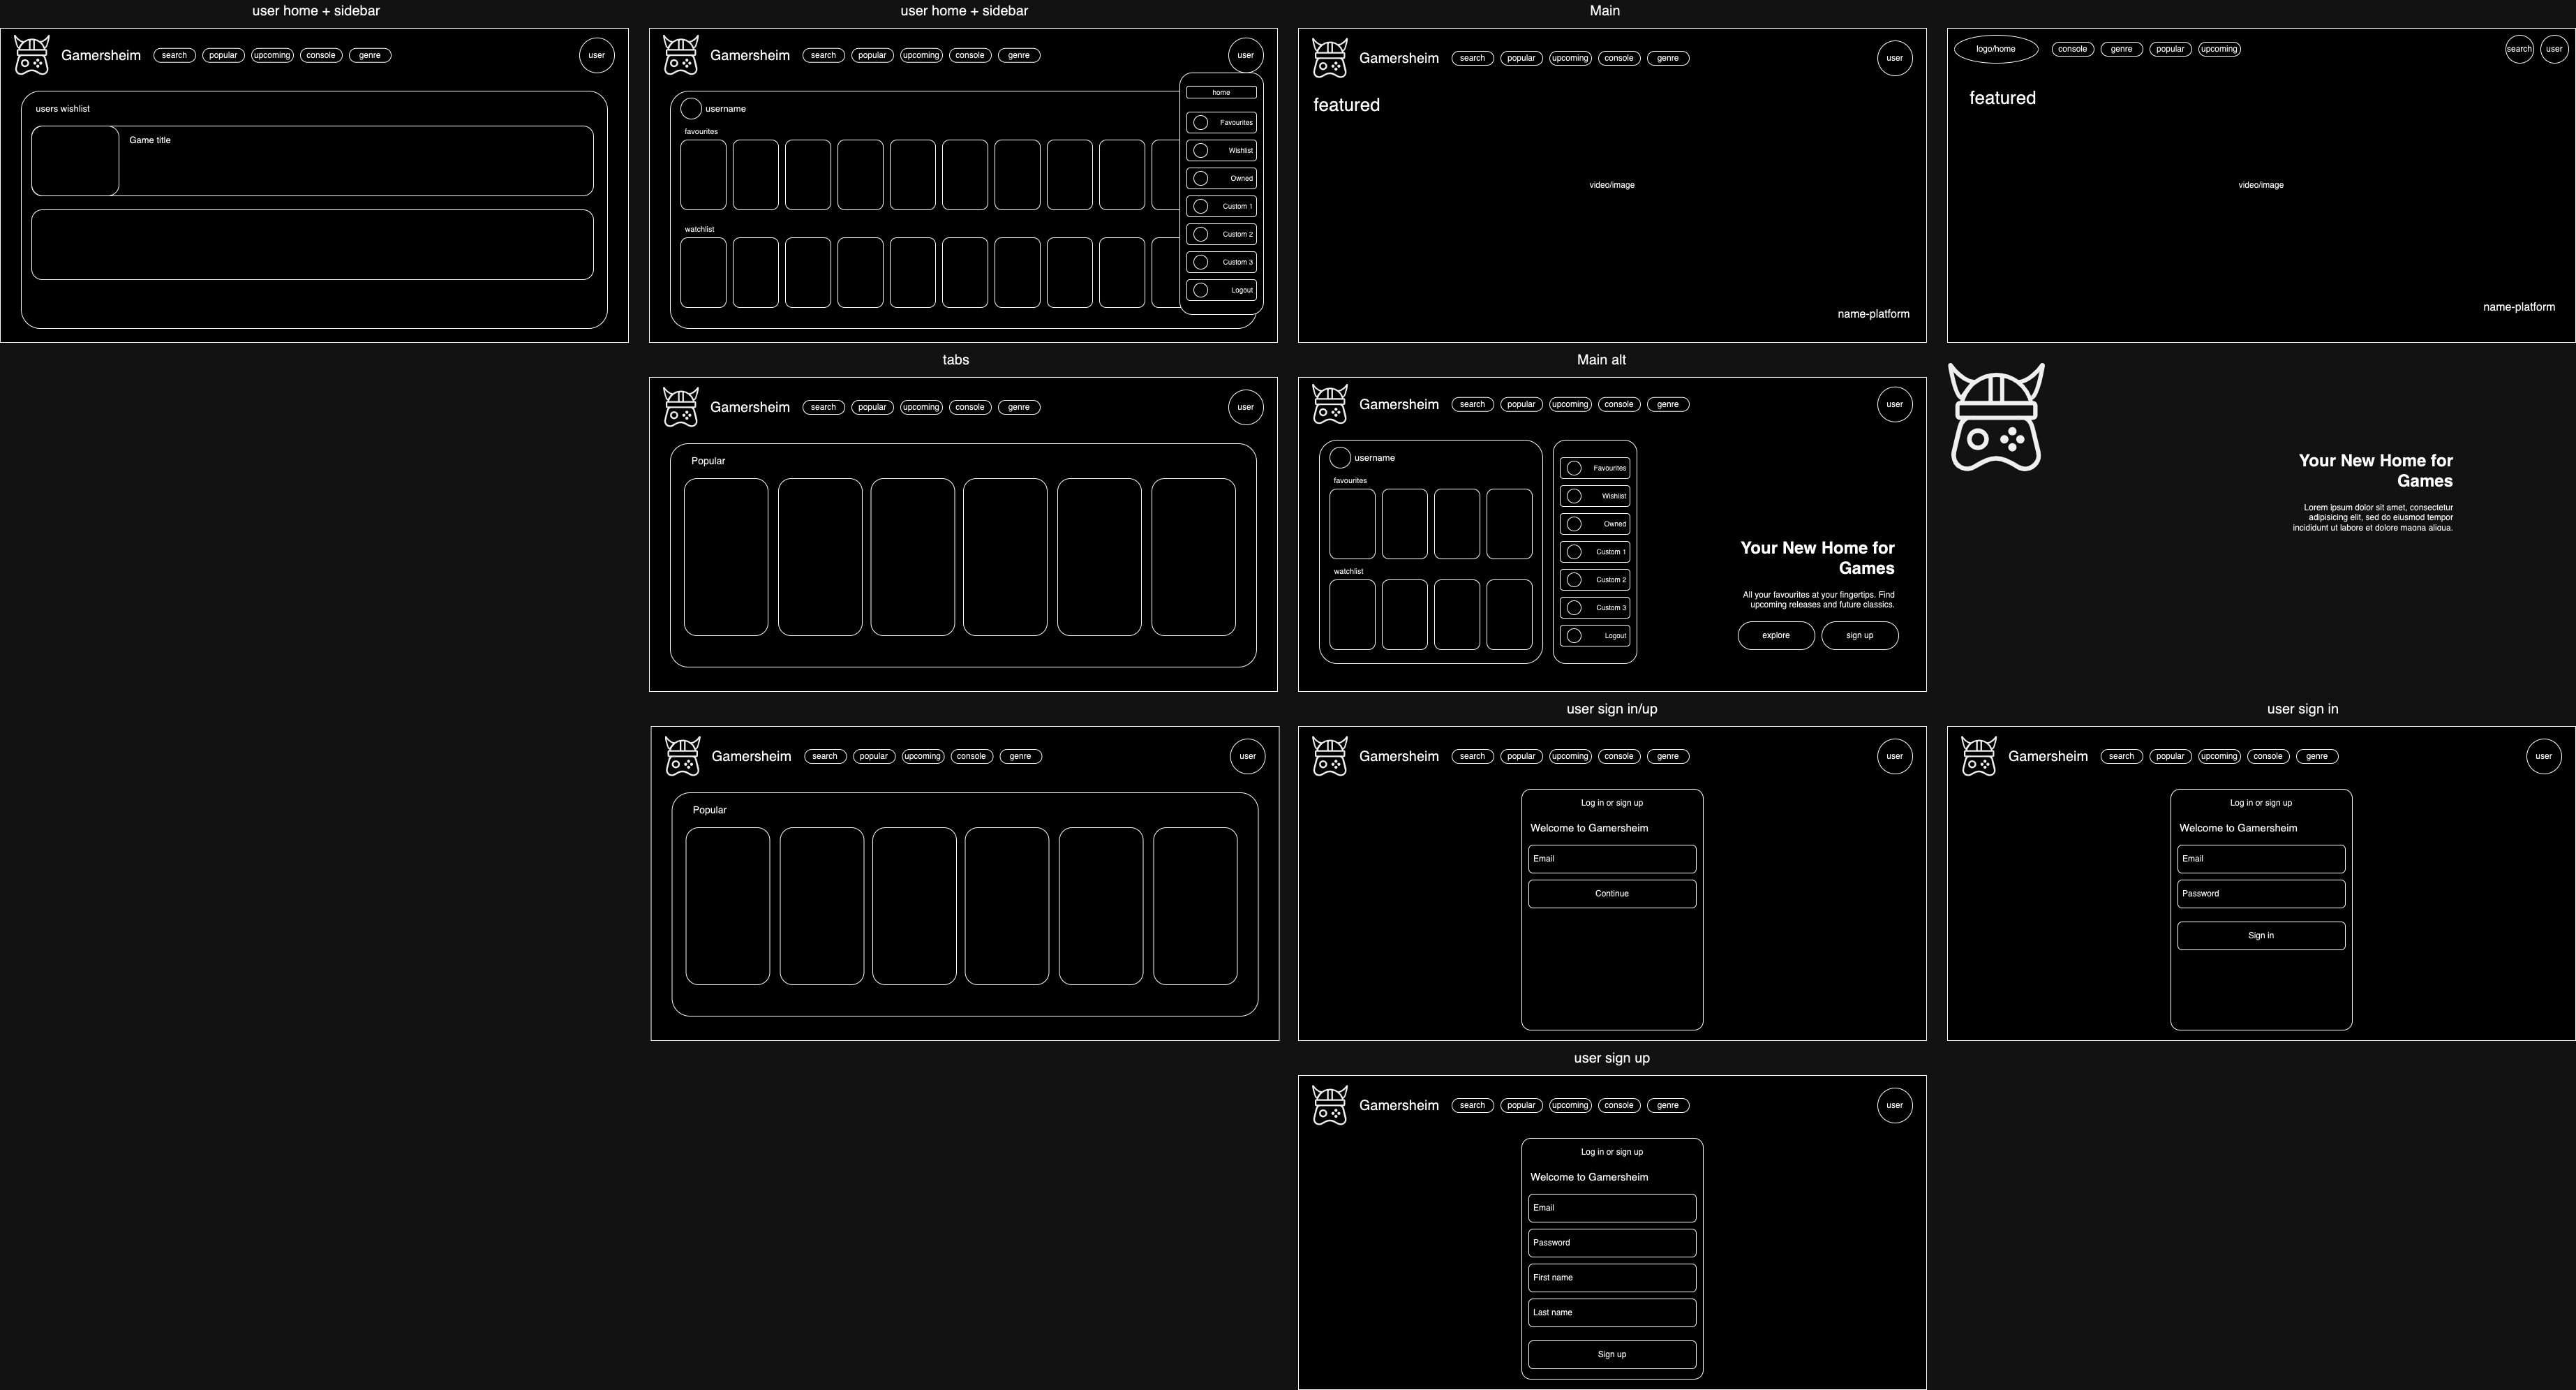 user home + sidebar
Gamersheim
search
popular
upcoming
console
genre
user
users wishlist
Game title
user home + sidebar
Gamersheim
search
popular
upcoming
console
genre
user
username
favourites
watchlist
home
Favourites
Wishlist
Owned
Custom 1
Custom 2
Custom 3
Logout
Main
Gamersheim
search
popular
upcoming
console
genre
user
featured
video/image
name-platform
logo/home
console
genre
popular
upcoming
search
user
featured
video/image
name-platform
tabs
Gamersheim
search
popular
upcoming
console
genre
user
Popular
Main alt
Gamersheim
search
popular
upcoming
console
genre
user
username
favourites
watchlist
Favourites
Wishlist
Owned
Custom 1
Custom 2
Custom 3
Logout
Your New Home for
Games
All your favourites at your fingertips. Find
upcoming releases and future classics.
explore
sign up
Your New Home for
Games
Lorem ipsum dolor sit amet, consectetur
adipisicing elit, sed do eiusmod tempor
incididunt ut labore et dolore magna aliqua.
Gamersheim
search
popular
upcoming
console
genre
user
Popular
user sign in/up
Gamersheim
search
popular
upcoming
console
genre
user
Log in or sign up
Welcome to Gamersheim
Email
Continue
user sign in
Gamersheim
search
popular
upcoming
console
genre
user
Log in or sign up
Welcome to Gamersheim
Email
Password
Sign in
user sign up
Gamersheim
search
popular
upcoming
console
genre
user
Log in or sign up
Welcome to Gamersheim
Email
Password
First name
Last name
Sign up